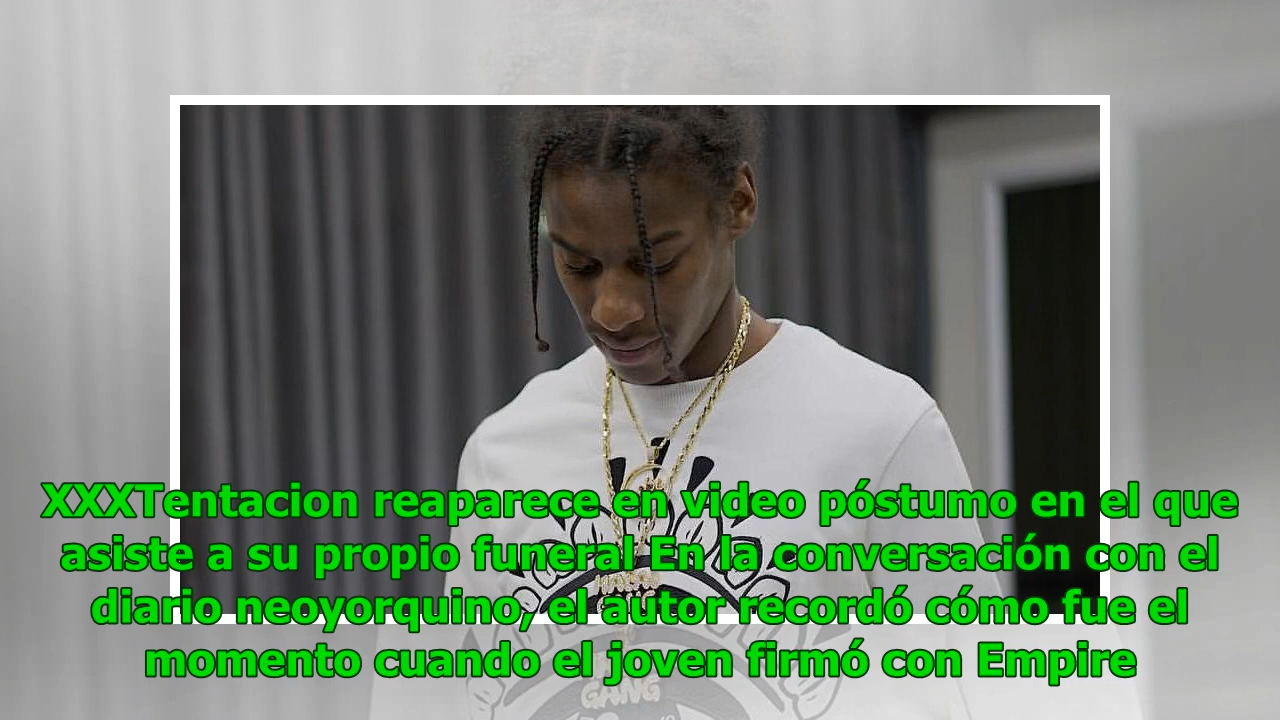 XXXTentacion reaparece en video póstumo en el que
asiste a su propio funeral En la conversación con el
diario neoyorquino, el autor recordó cómo fue el
momento cuando el joven firmó con Empire
GANG